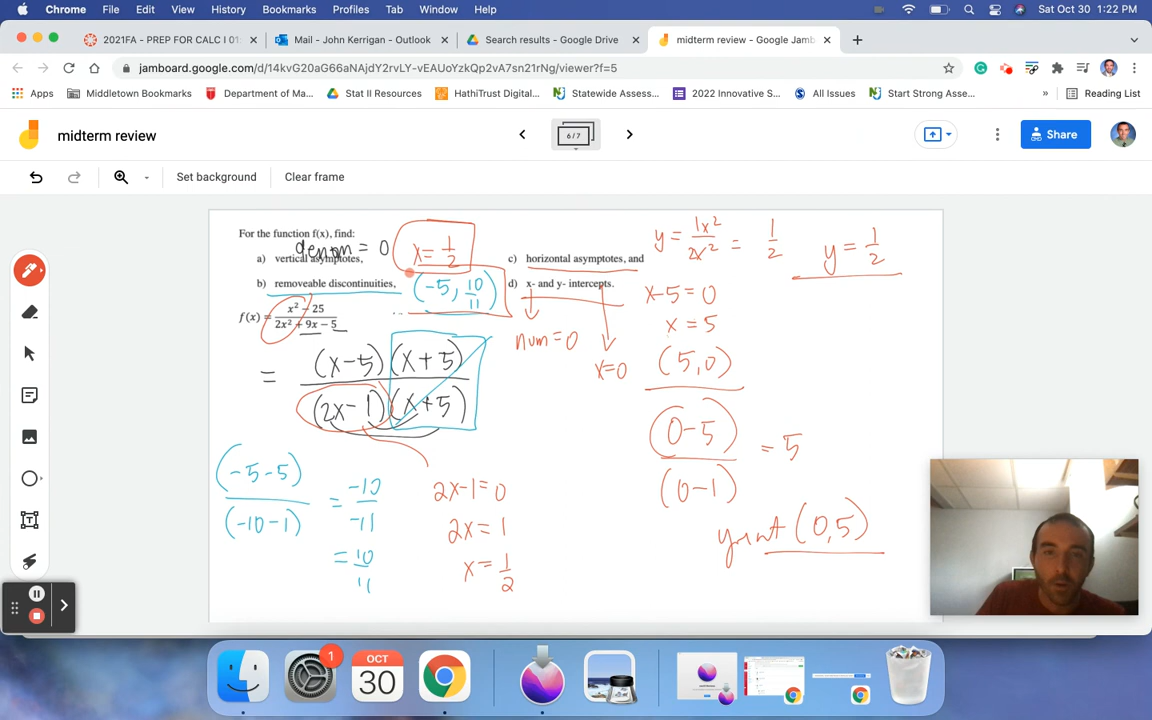 Chrome File Edit View History Bookmarks Profiles Tab Window Help Sat Oct 30 1:22 PM
2021FA - PREP FOR CALC I 01: Mail - John Kerrigan - Outlook Search results - Google Drive midterm review - Google Jamb
jamboard.google.com/d/14kvG20aG66aNAjdY2rvLY-vEAUoYzkQp2vA7sn21rNg/viewer?f=5
Apps Middletown Bookmarks Department of Ma... Stat II Resources HathiTrust Digital... Statewide Assess... 2022 Innovative S... All Issues Start Strong Asse... » Reading List
midterm review 6/7 Share
Set background Clear frame
For the function f(x), find:
denom = 0
a) vertical asymptotes,
x = 1/2
b) removeable discontinuities,
(-5, 10/11)
c) horizontal asymptotes, and
d) x- and y- intercepts.
f(x) = x² - 25 / 2x² + 9x - 5
= (x-5)(x+5) / (2x-1)(x+5)
num = 0
x=0
y = 1x²/2x² = 1/2
y = 1/2
x-5 = 0
x = 5
(5,0)
(0-5)/(0-1) = 5
y int (0,5)
(-5-5)/(-10-1) = -10/-11
= 10/11
2x-1=0
2x = 1
x = 1/2
1
OCT
30